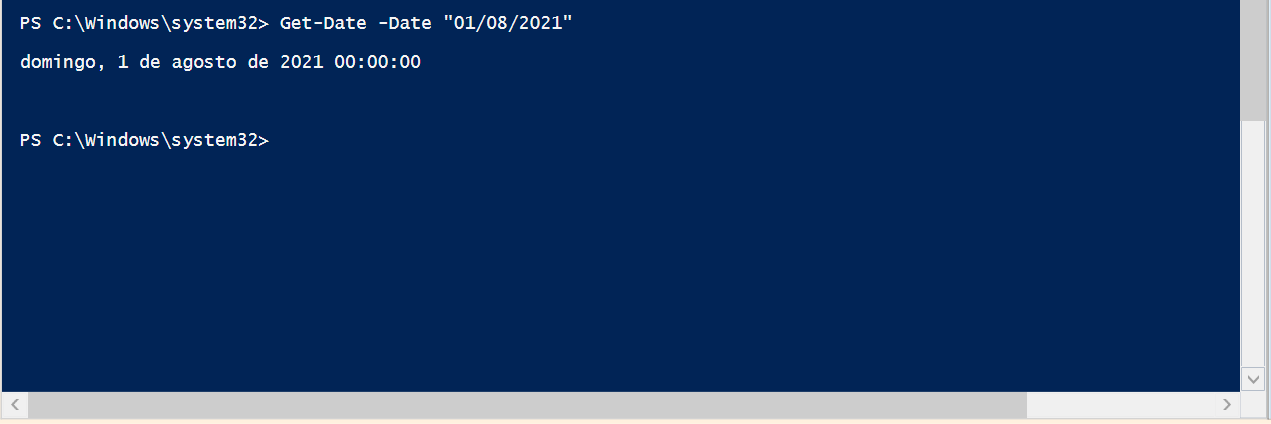 PS C:\Windows\system32> Get-Date -Date "01/08/2021"
domingo, 1 de agosto de 2021 00:00:00
PS C:\Windows\system32>